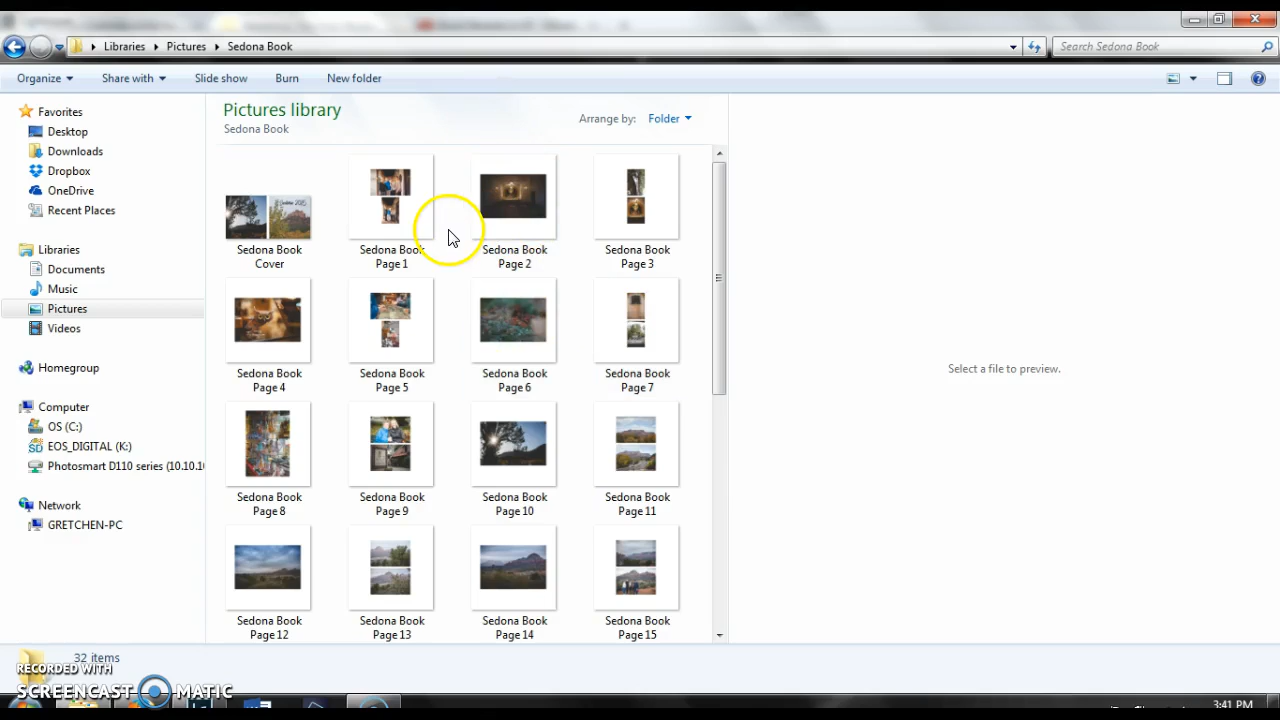 Libraries Pictures Sedona Book
Search Sedona Book
Organize Share with Slide show Burn New folder
Favorites
Desktop
Downloads
Dropbox
OneDrive
Recent Places
Libraries
Documents
Music
Pictures
Videos
Homegroup
Computer
OS (C:)
EOS_DIGITAL (K:)
Photosmart D110 series (10.10.10
Network
GRETCHEN-PC
Pictures library
Sedona Book
Arrange by: Folder
Sedona Book
Cover
Sedona Book
Page 1
Sedona Book
Page 2
Sedona Book
Page 3
Sedona Book
Page 4
Sedona Book
Page 5
Sedona Book
Page 6
Sedona Book
Page 7
Sedona Book
Page 8
Sedona Book
Page 9
Sedona Book
Page 10
Sedona Book
Page 11
Sedona Book
Page 12
Sedona Book
Page 13
Sedona Book
Page 14
Sedona Book
Page 15
Select a file to preview.
32 items
RECORDED WITH
SCREENCAST MATIC
3:41 PM